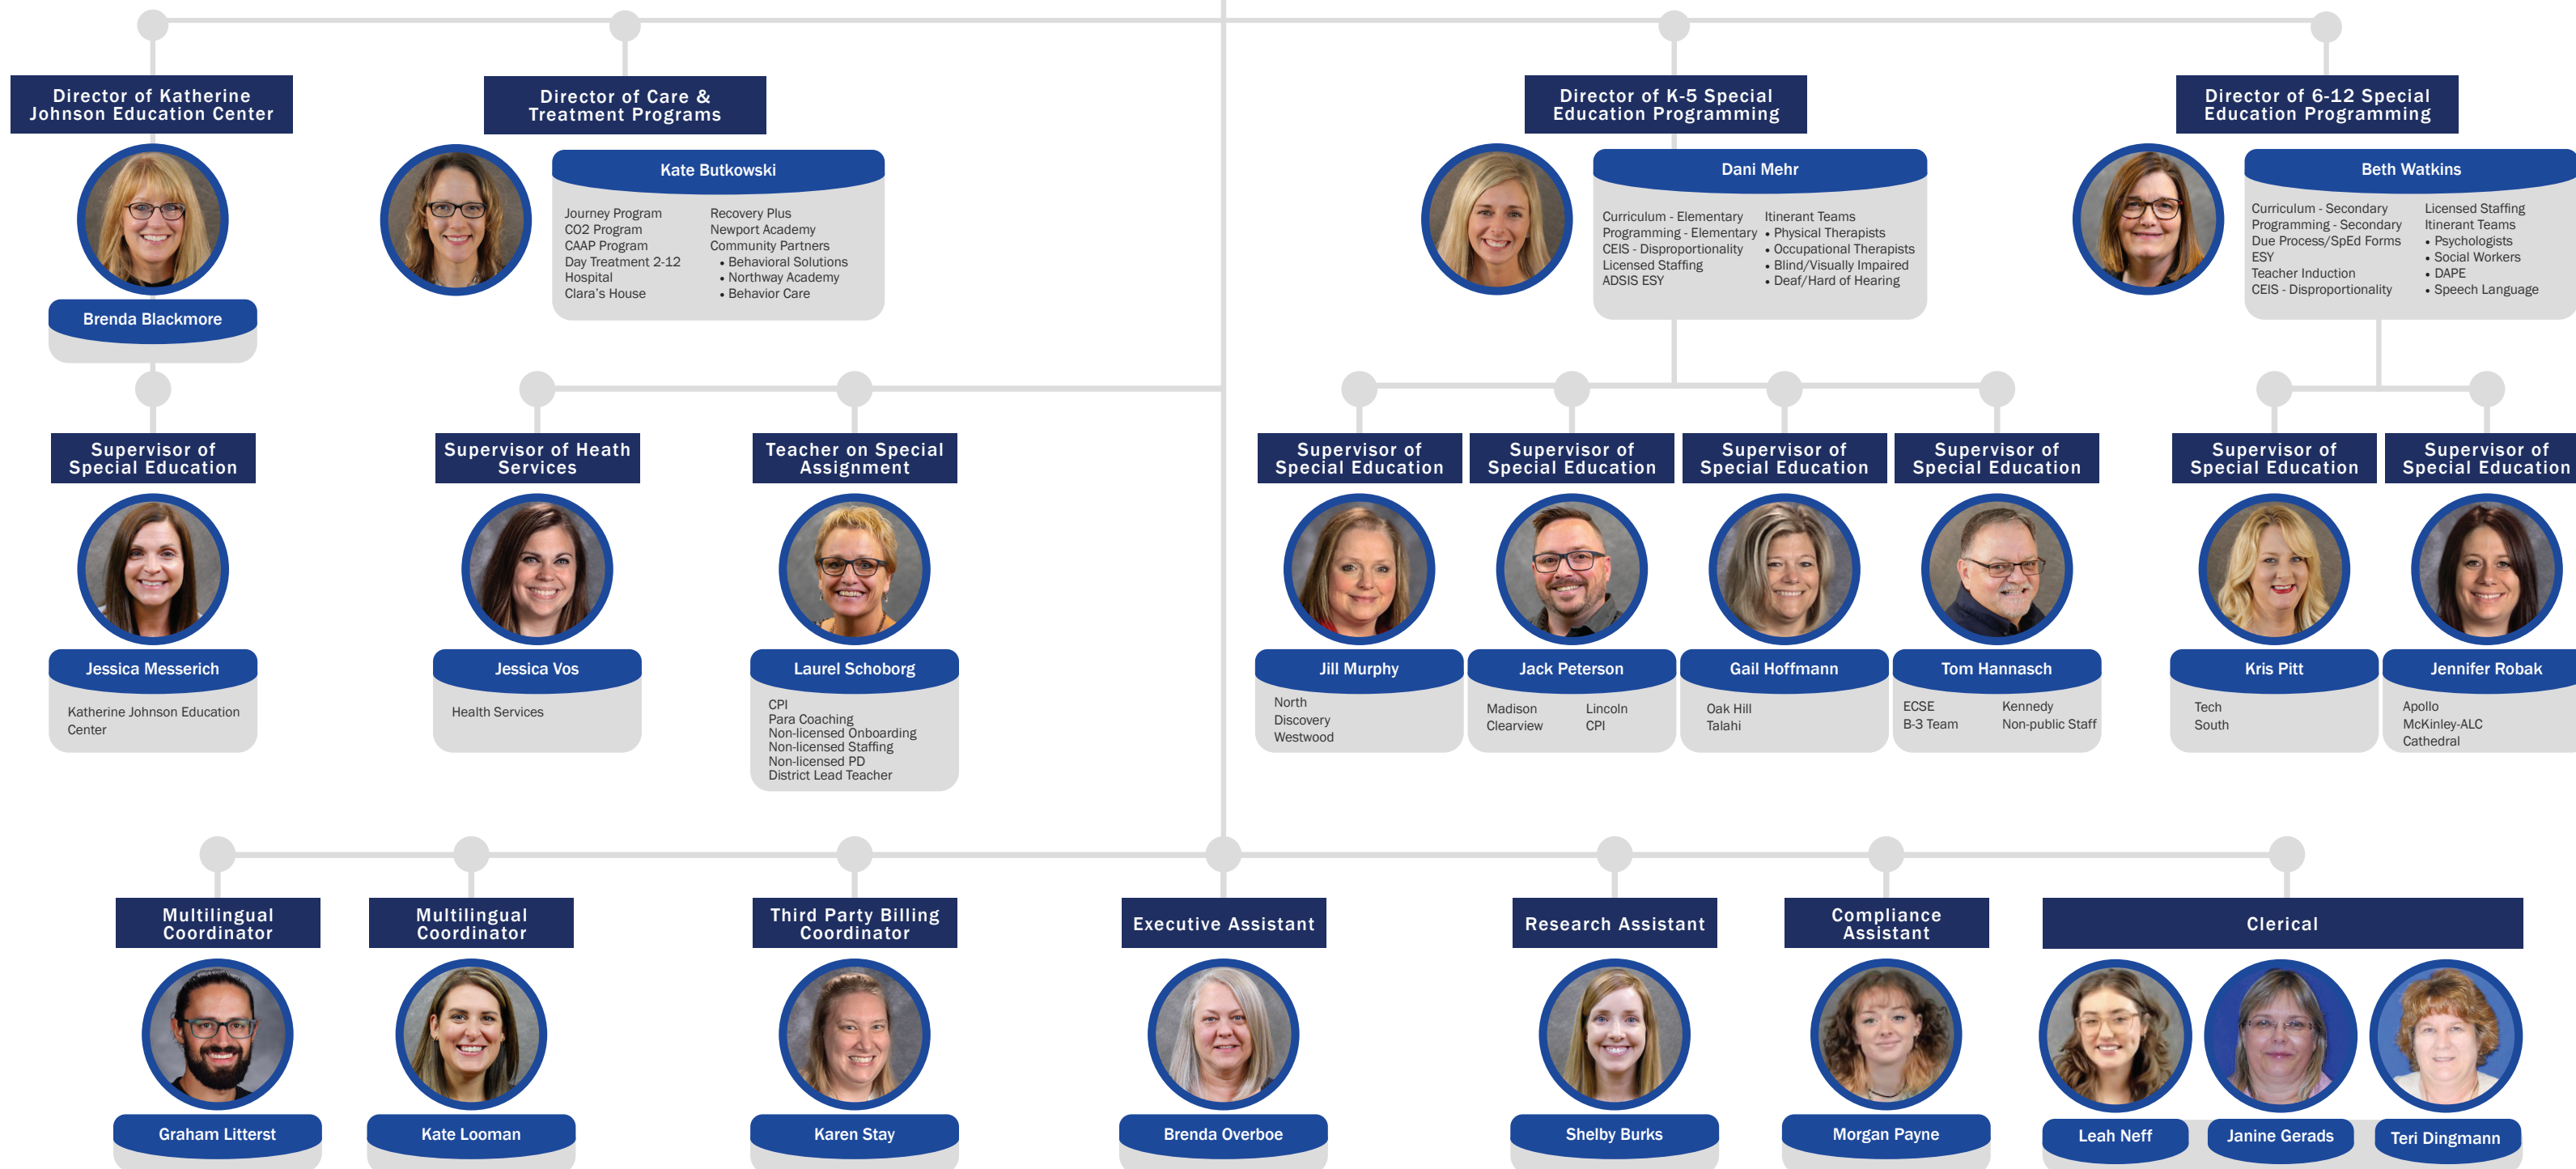 Director of Katherine
Johnson Education Center
Brenda Blackmore
Director of Care &
Treatment Programs
Kate Butkowski
Journey Program
CO2 Program
CAAP Program
Day Treatment 2-12
Hospital
Clara's House
Recovery Plus
Newport Academy
Community Partners
• Behavioral Solutions
• Northway Academy
• Behavior Care
Director of K-5 Special
Education Programming
Dani Mehr
Curriculum - Elementary
Programming - Elementary
CEIS - Disproportionality
Licensed Staffing
ADSIS ESY
Itinerant Teams
• Physical Therapists
• Occupational Therapists
• Blind/Visually Impaired
• Deaf/Hard of Hearing
Director of 6-12 Special
Education Programming
Beth Watkins
Curriculum - Secondary
Programming - Secondary
Due Process/SpEd Forms
ESY
Teacher Induction
CEIS - Disproportionality
Licensed Staffing
Itinerant Teams
• Psychologists
• Social Workers
• DAPE
• Speech Language
Supervisor of
Special Education
Jessica Messerich
Katherine Johnson Education
Center
Supervisor of Heath
Services
Jessica Vos
Health Services
Teacher on Special
Assignment
Laurel Schoborg
CPI
Para Coaching
Non-licensed Onboarding
Non-licensed Staffing
Non-licensed PD
District Lead Teacher
Supervisor of
Special Education
Jill Murphy
North
Discovery
Westwood
Supervisor of
Special Education
Jack Peterson
Madison
Clearview
Lincoln
CPI
Supervisor of
Special Education
Gail Hoffmann
Oak Hill
Talahi
Supervisor of
Special Education
Tom Hannasch
ECSE
B-3 Team
Kennedy
Non-public Staff
Supervisor of
Special Education
Kris Pitt
Tech
South
Supervisor of
Special Education
Jennifer Robak
Apollo
McKinley-ALC
Cathedral
Multilingual
Coordinator
Graham Litterst
Multilingual
Coordinator
Kate Looman
Third Party Billing
Coordinator
Karen Stay
Executive Assistant
Brenda Overboe
Research Assistant
Shelby Burks
Compliance
Assistant
Morgan Payne
Clerical
Leah Neff
Janine Gerads
Teri Dingmann